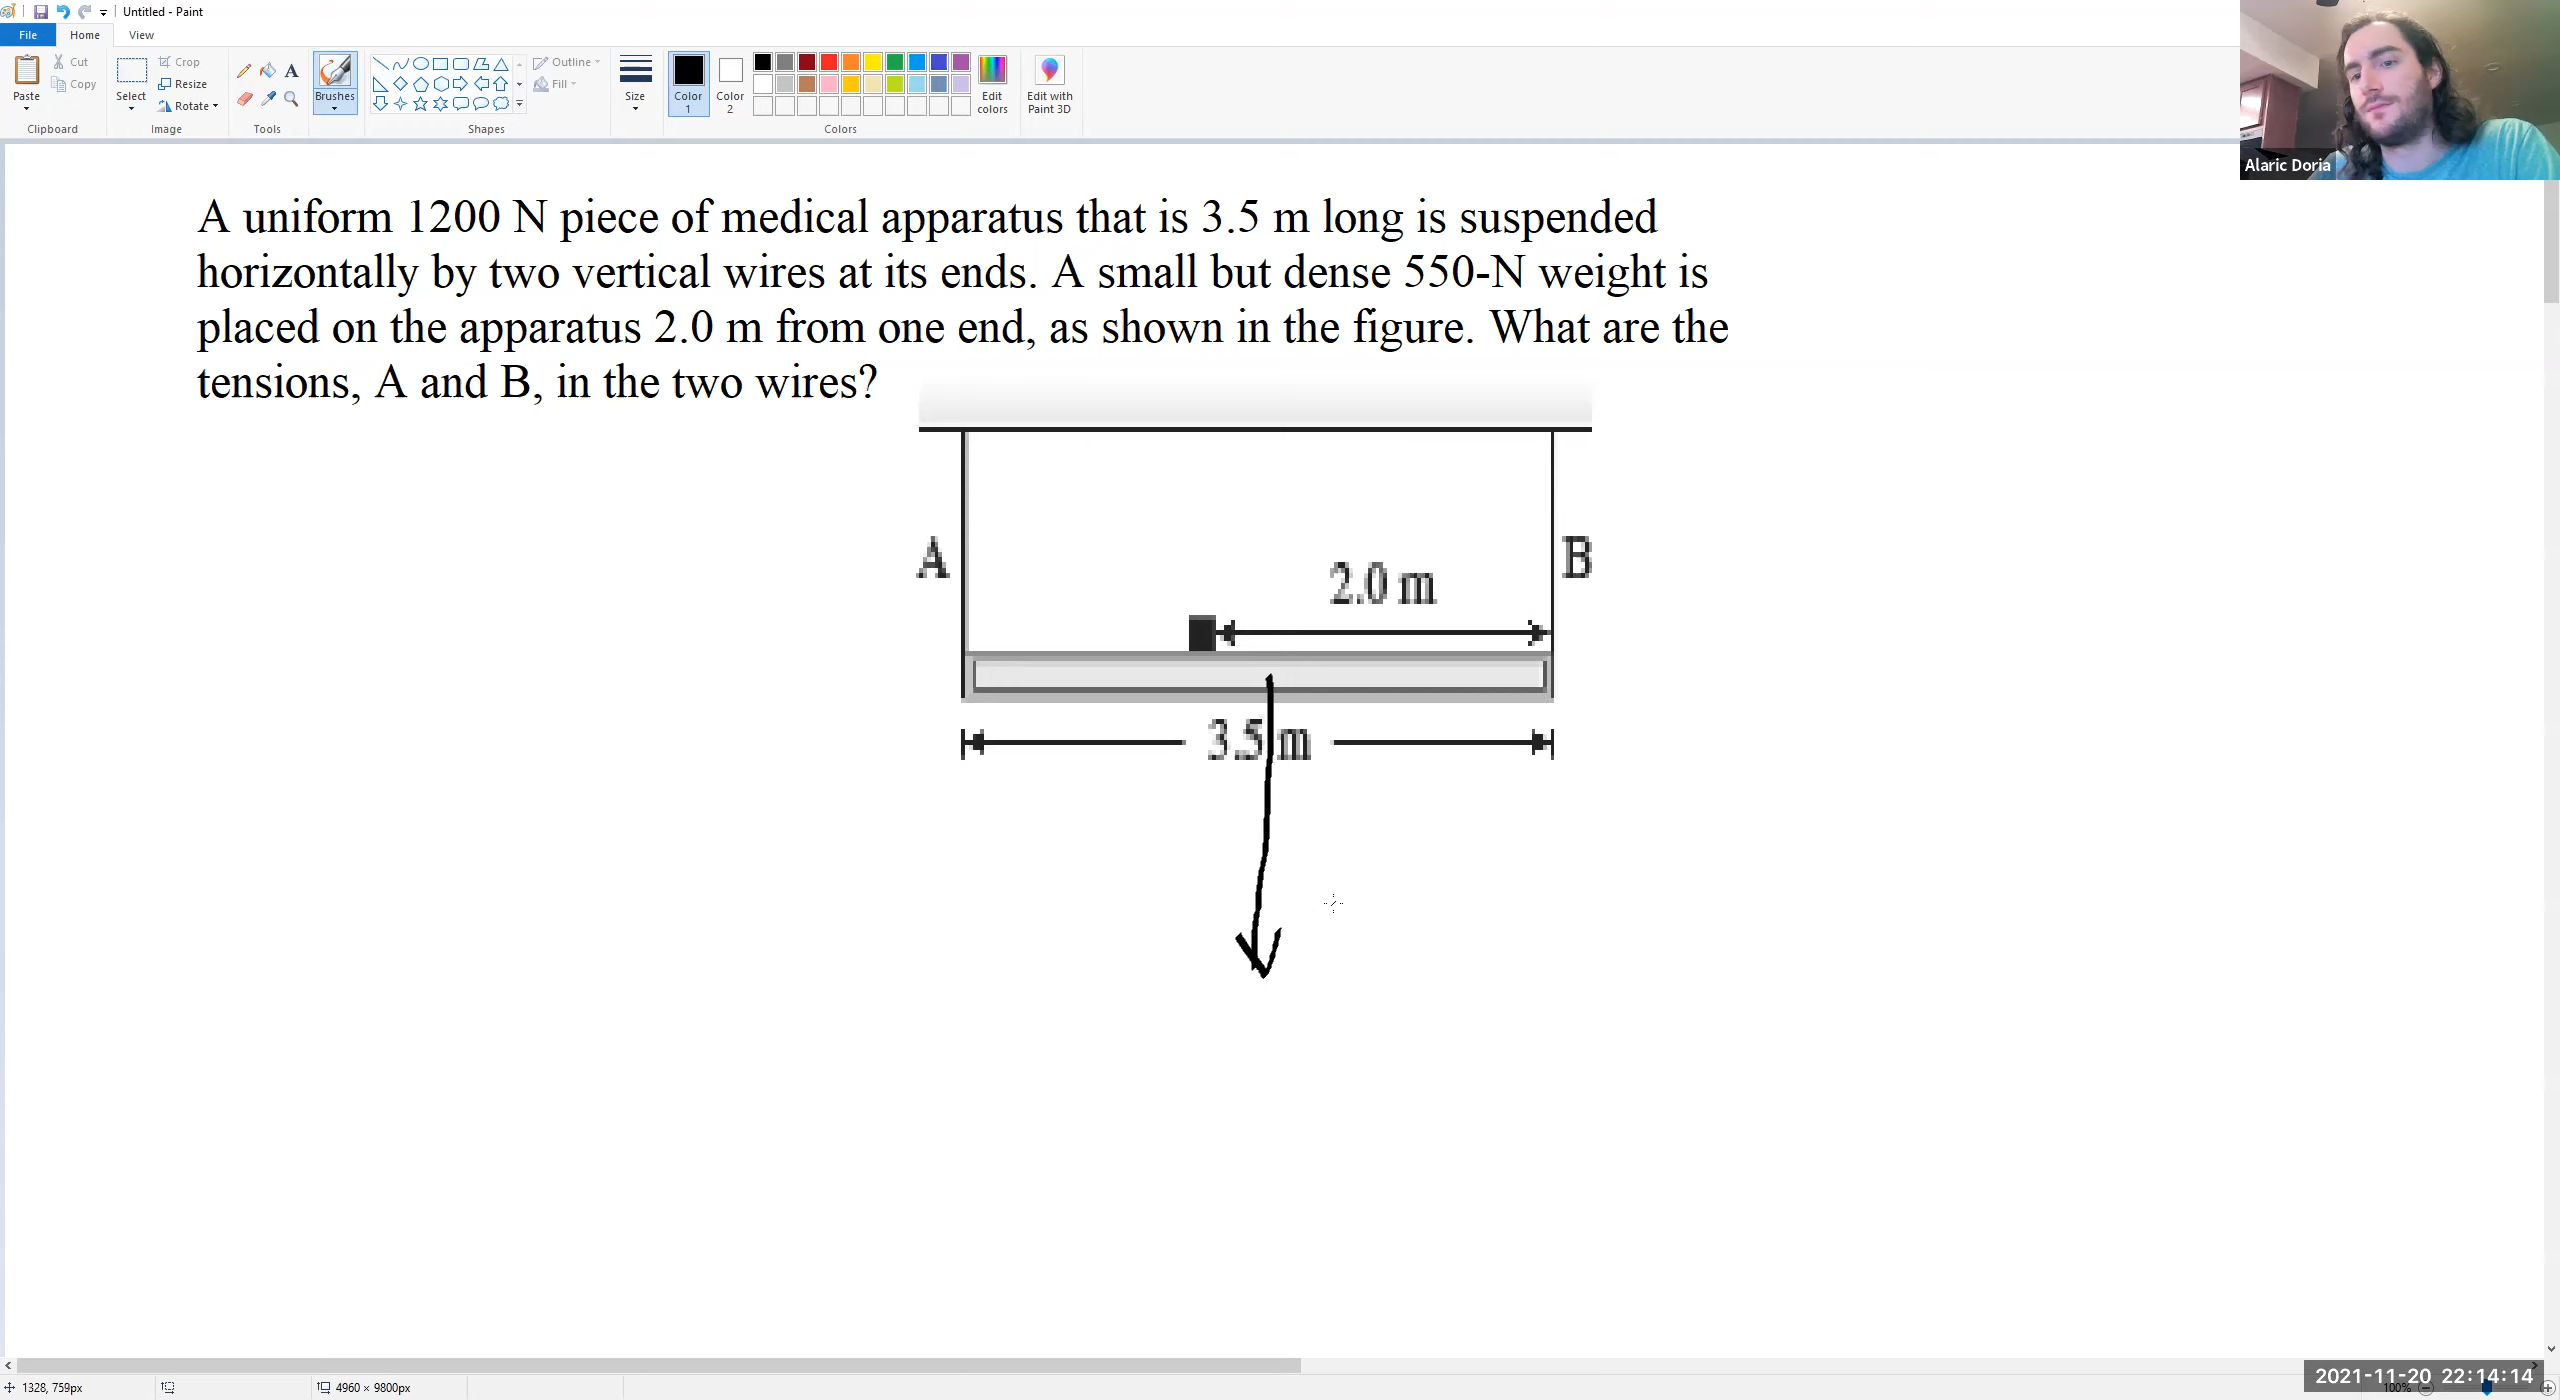 Untitled - Paint
File Home View
Paste
Cut
Copy
Clipboard
Select
Crop
Resize
Rotate
Image
A
Tools
Brushes
Outline
Fill
Shapes
Size
Color 1
Color 2
Colors
Edit colors
Edit with Paint 3D
Alaric Doria
A uniform 1200 N piece of medical apparatus that is 3.5 m long is suspended
horizontally by two vertical wires at its ends. A small but dense 550-N weight is
placed on the apparatus 2.0 m from one end, as shown in the figure. What are the
tensions, A and B, in the two wires?
A
B
2.0 m
3.5 m
1328, 759px
4960 × 9800px
100%
2021-11-20 22:14:14